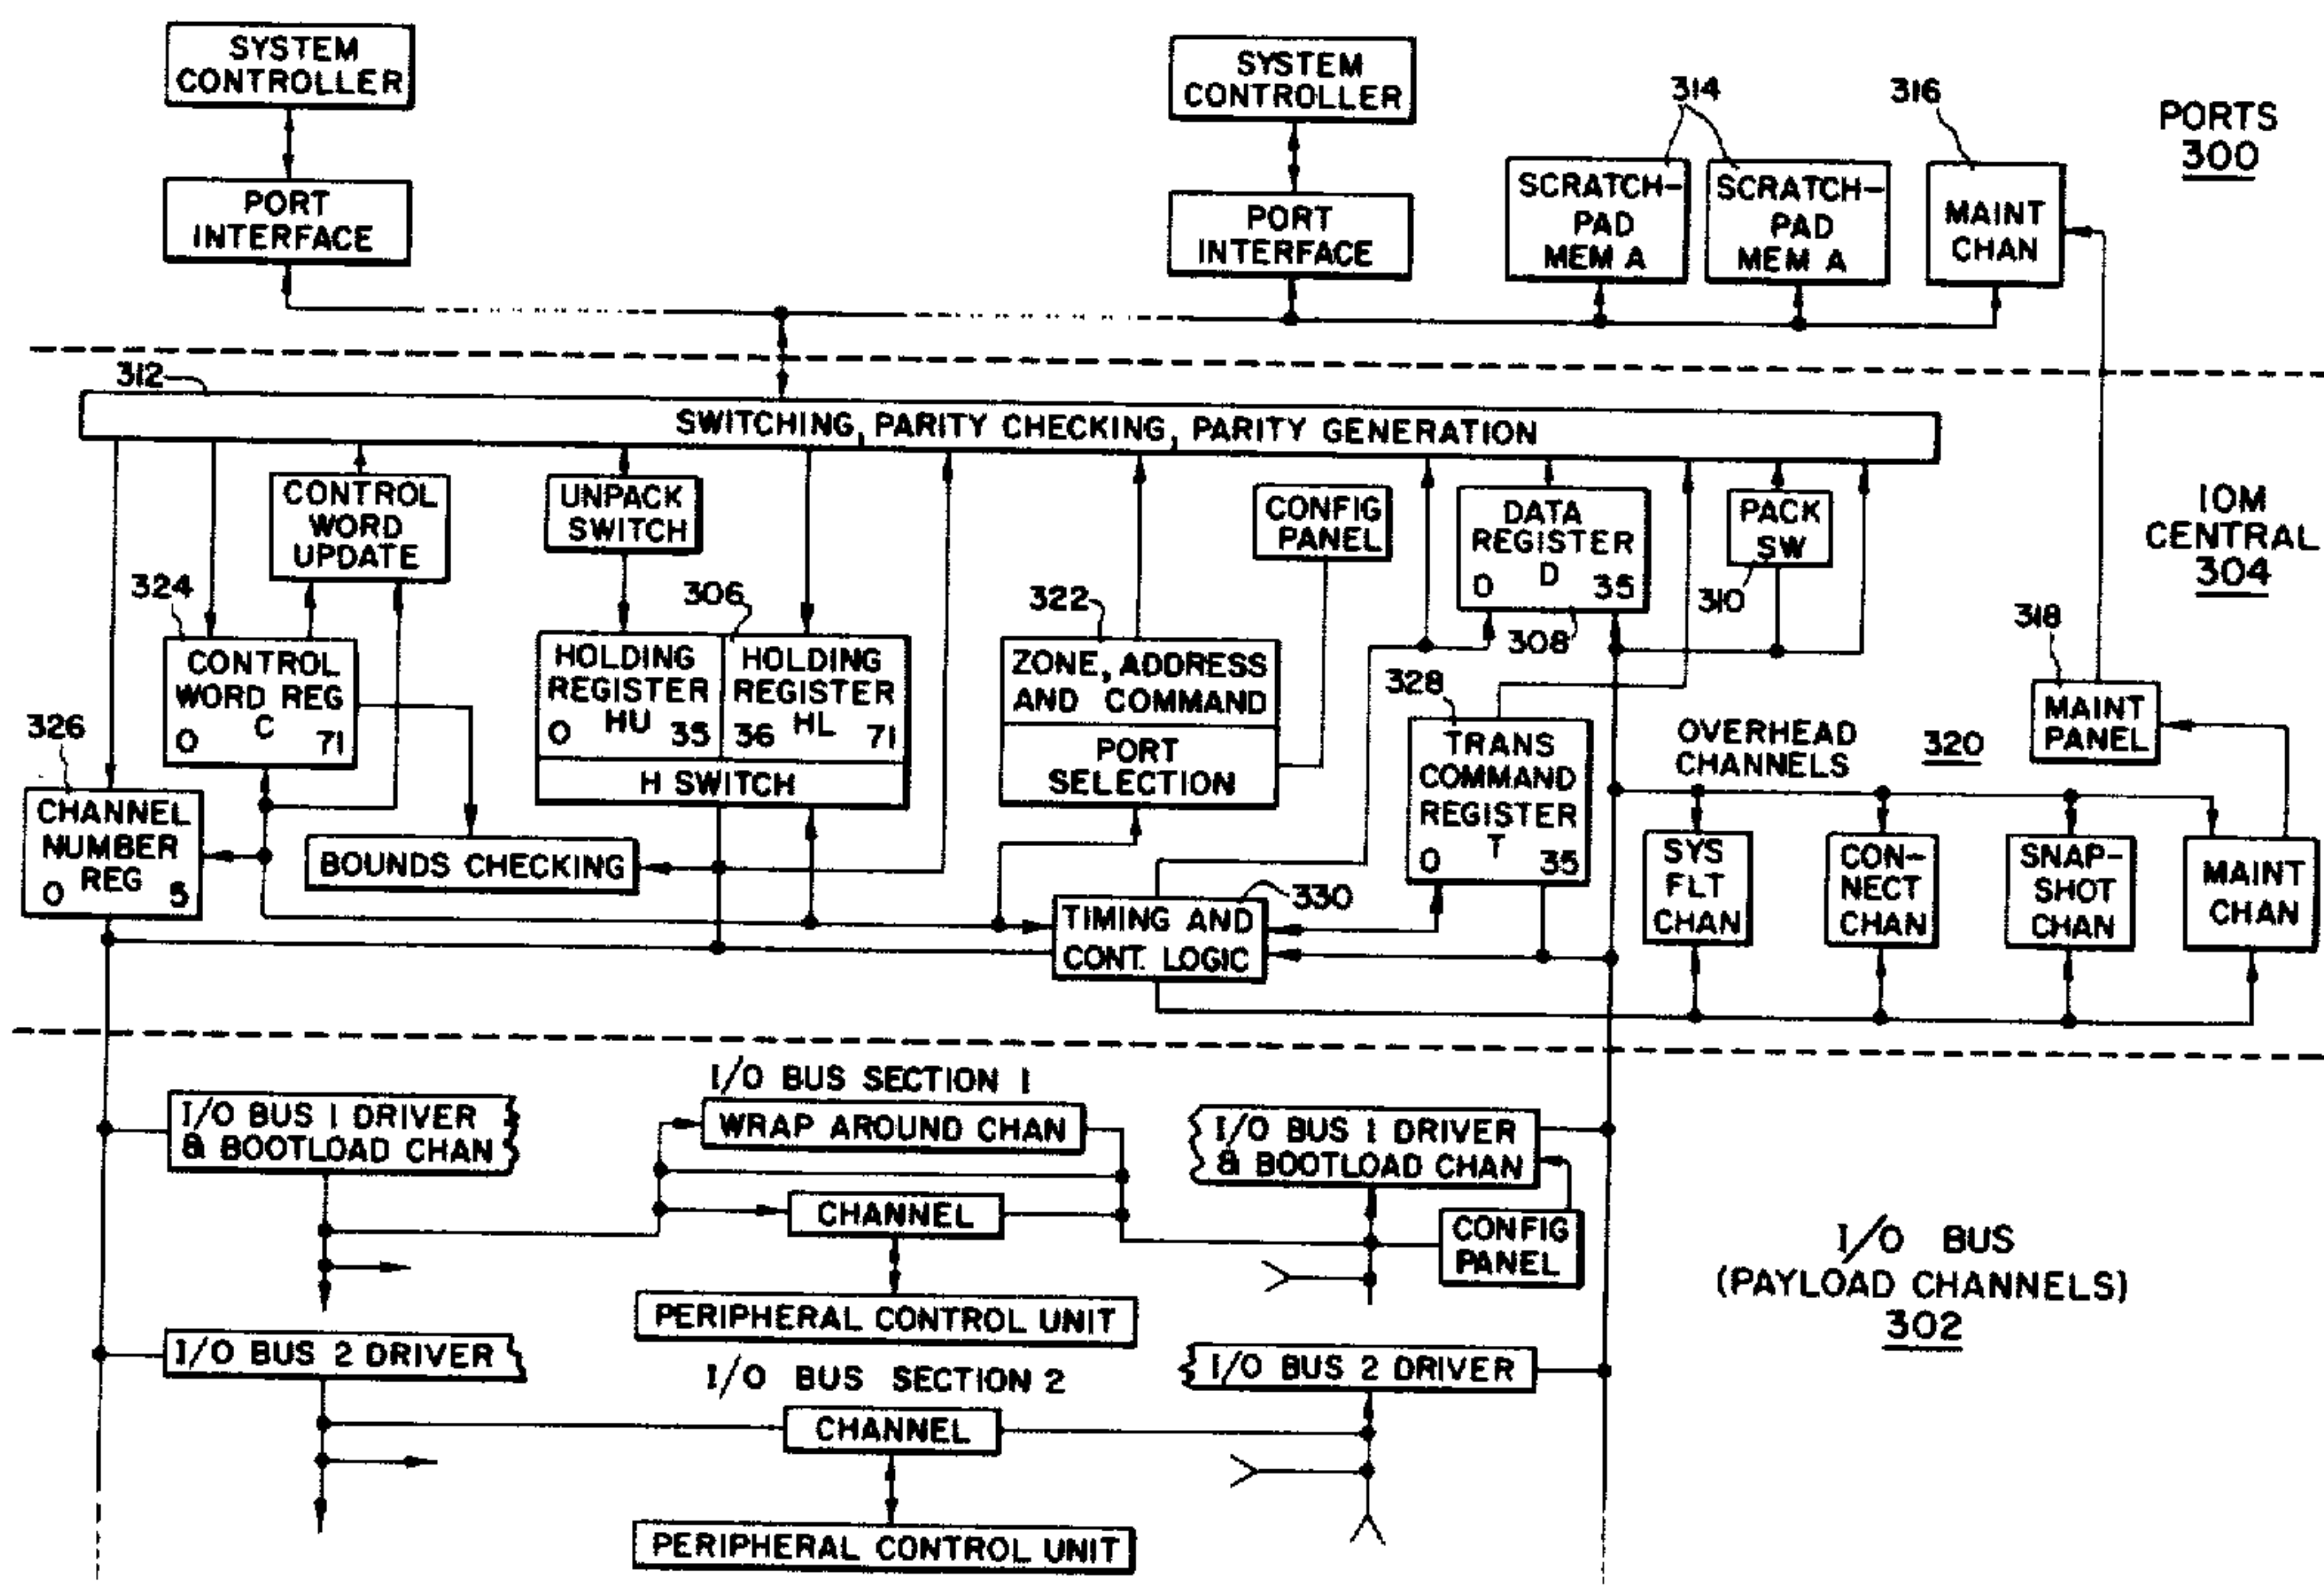 SYSTEM
CONTROLLER
PORT
INTERFACE
SYSTEM
CONTROLLER
PORT
INTERFACE
314
SCRATCH-
PAD
MEM A
SCRATCH-
PAD
MEM A
316
MAINT
CHAN
PORTS
300
312
SWITCHING, PARITY CHECKING, PARITY GENERATION
IOM
CENTRAL
304
CONTROL
WORD
UPDATE
UNPACK
SWITCH
CONFIG
PANEL
DATA
REGISTER
D
0 35
308
PACK
SW
310
324
CONTROL
WORD REG
C
0 71
306
HOLDING
REGISTER
HU
0 35
HOLDING
REGISTER
HL
36 71
H SWITCH
322
ZONE, ADDRESS
AND COMMAND
PORT
SELECTION
328
TRANS
COMMAND
REGISTER
T
0 35
318
MAINT
PANEL
OVERHEAD
CHANNELS
320
326
CHANNEL
NUMBER
REG
0 5
BOUNDS CHECKING
330
TIMING AND
CONT. LOGIC
SYS
FLT
CHAN
CON-
NECT
CHAN
SNAP-
SHOT
CHAN
MAINT
CHAN
I/O BUS SECTION 1
I/O BUS 1 DRIVER
& BOOTLOAD CHAN
WRAP AROUND CHAN
I/O BUS 1 DRIVER
& BOOTLOAD CHAN
CHANNEL
CONFIG
PANEL
PERIPHERAL CONTROL UNIT
I/O BUS
(PAYLOAD CHANNELS)
302
I/O BUS 2 DRIVER
I/O BUS SECTION 2
I/O BUS 2 DRIVER
CHANNEL
PERIPHERAL CONTROL UNIT